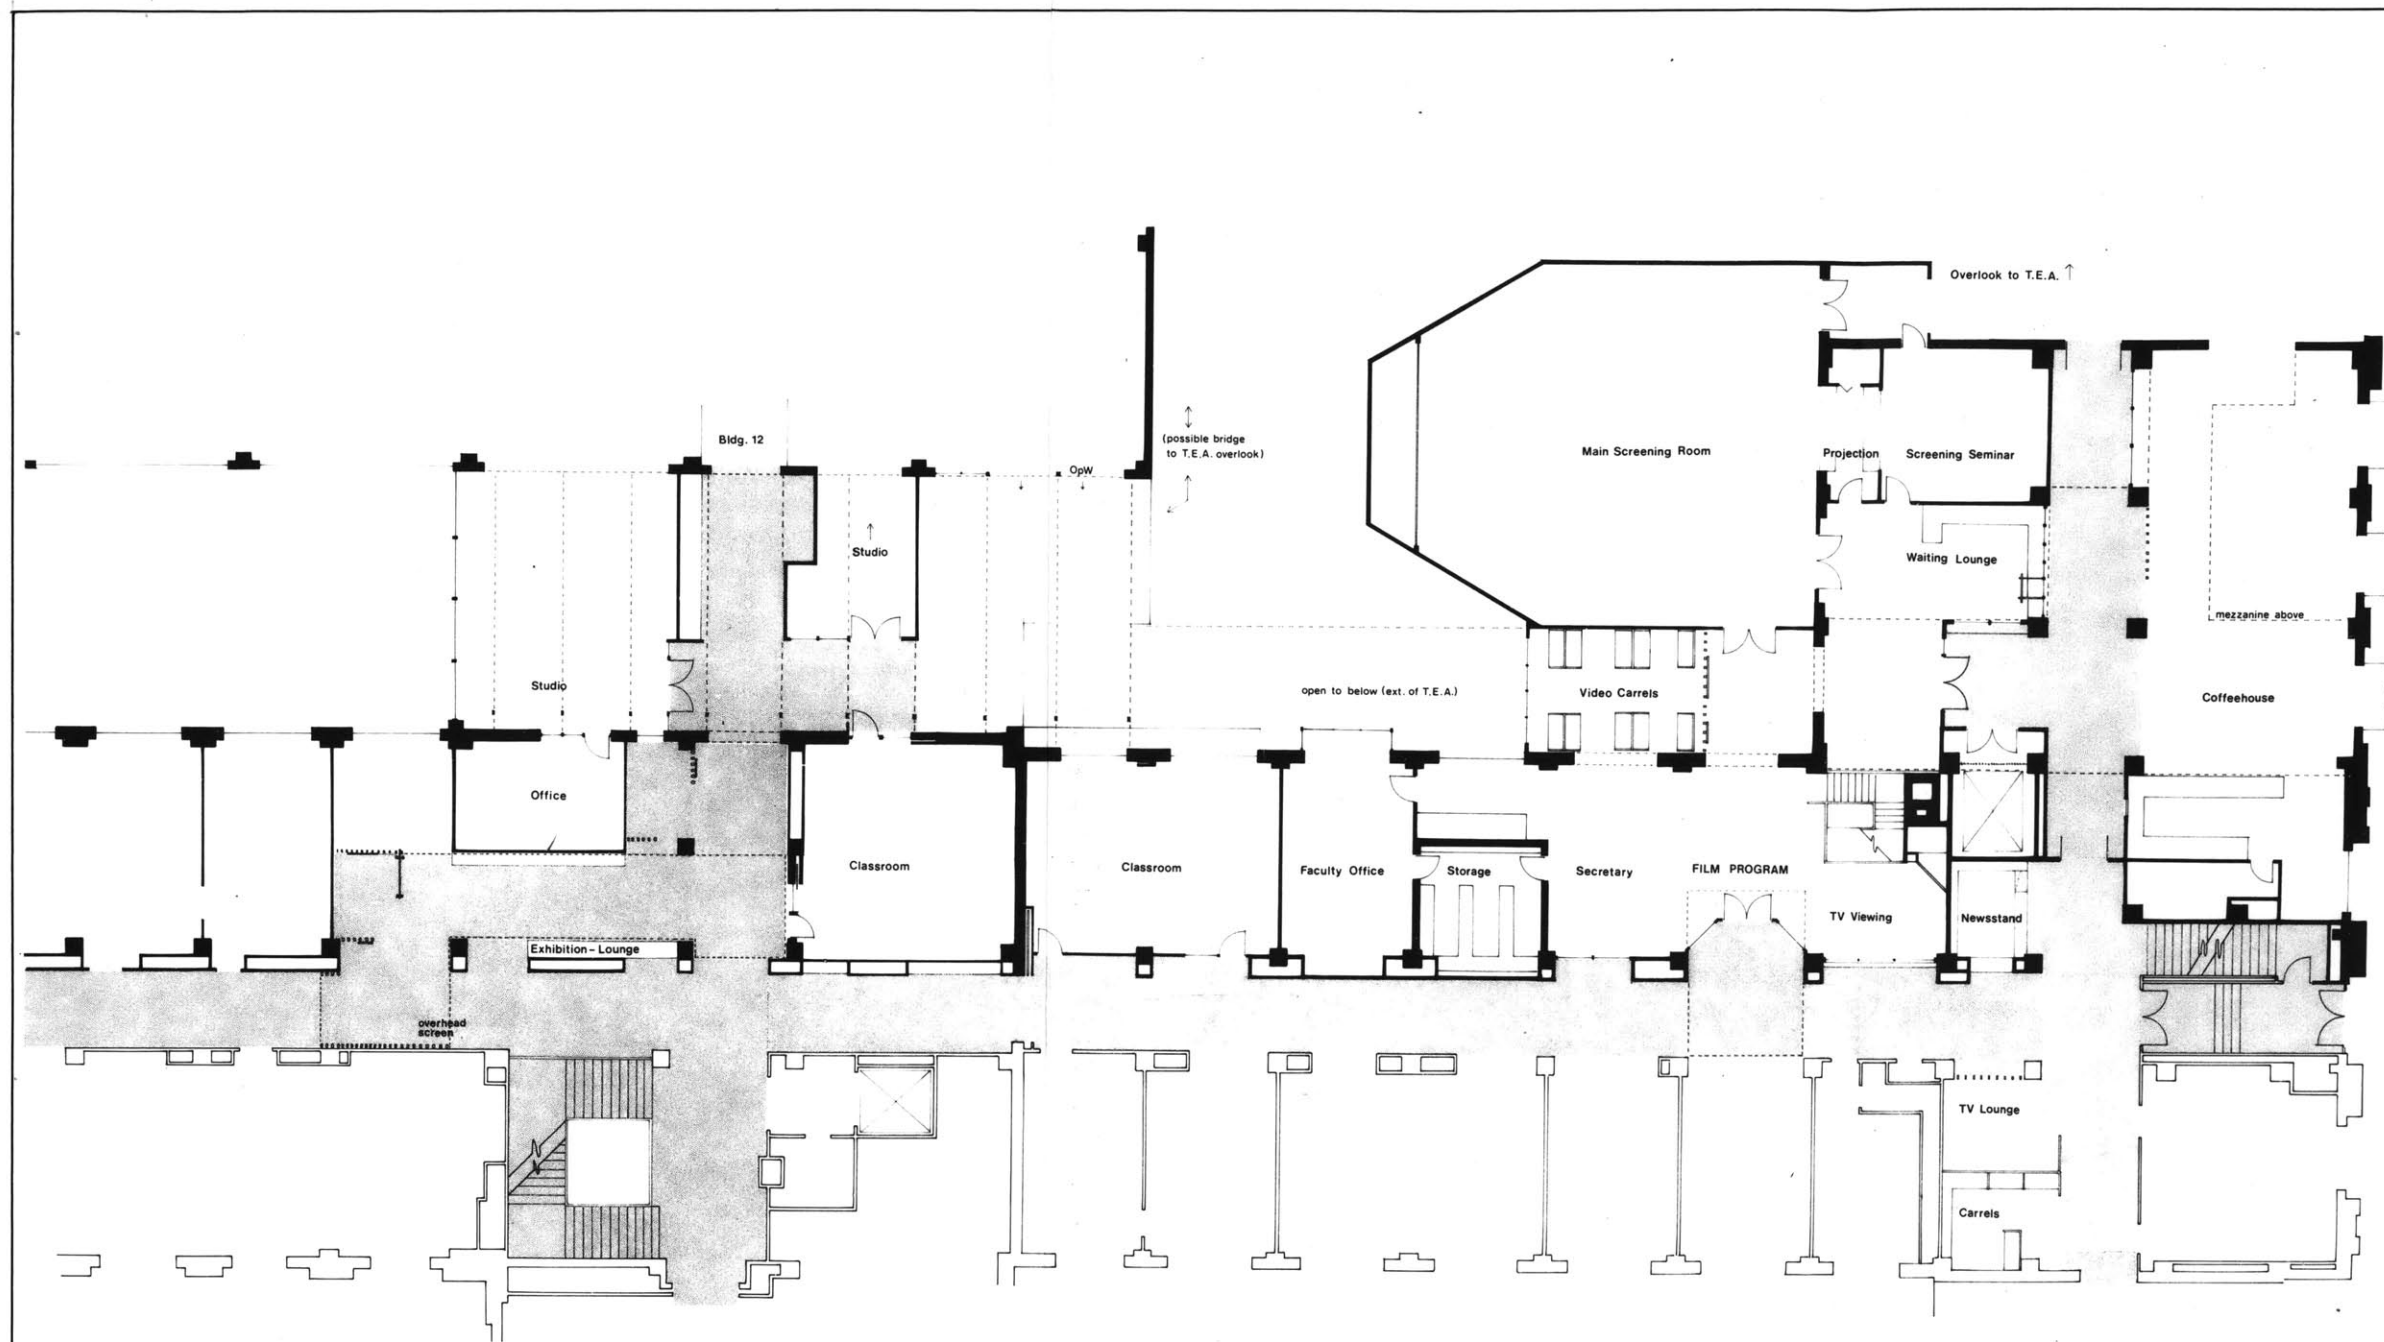 Overlook to T.E.A. ↑
Bldg. 12
(possible bridge
to T.E.A. overlook)
OpW
Main Screening Room
Projection
Screening Seminar
Studio
Waiting Lounge
mezzanine above
Studio
open to below (ext. of T.E.A.)
Video Carrels
Coffeehouse
Office
Classroom
Classroom
Faculty Office
Storage
Secretary
FILM PROGRAM
TV Viewing
Newsstand
Exhibition - Lounge
overhead
screen
TV Lounge
Carrels